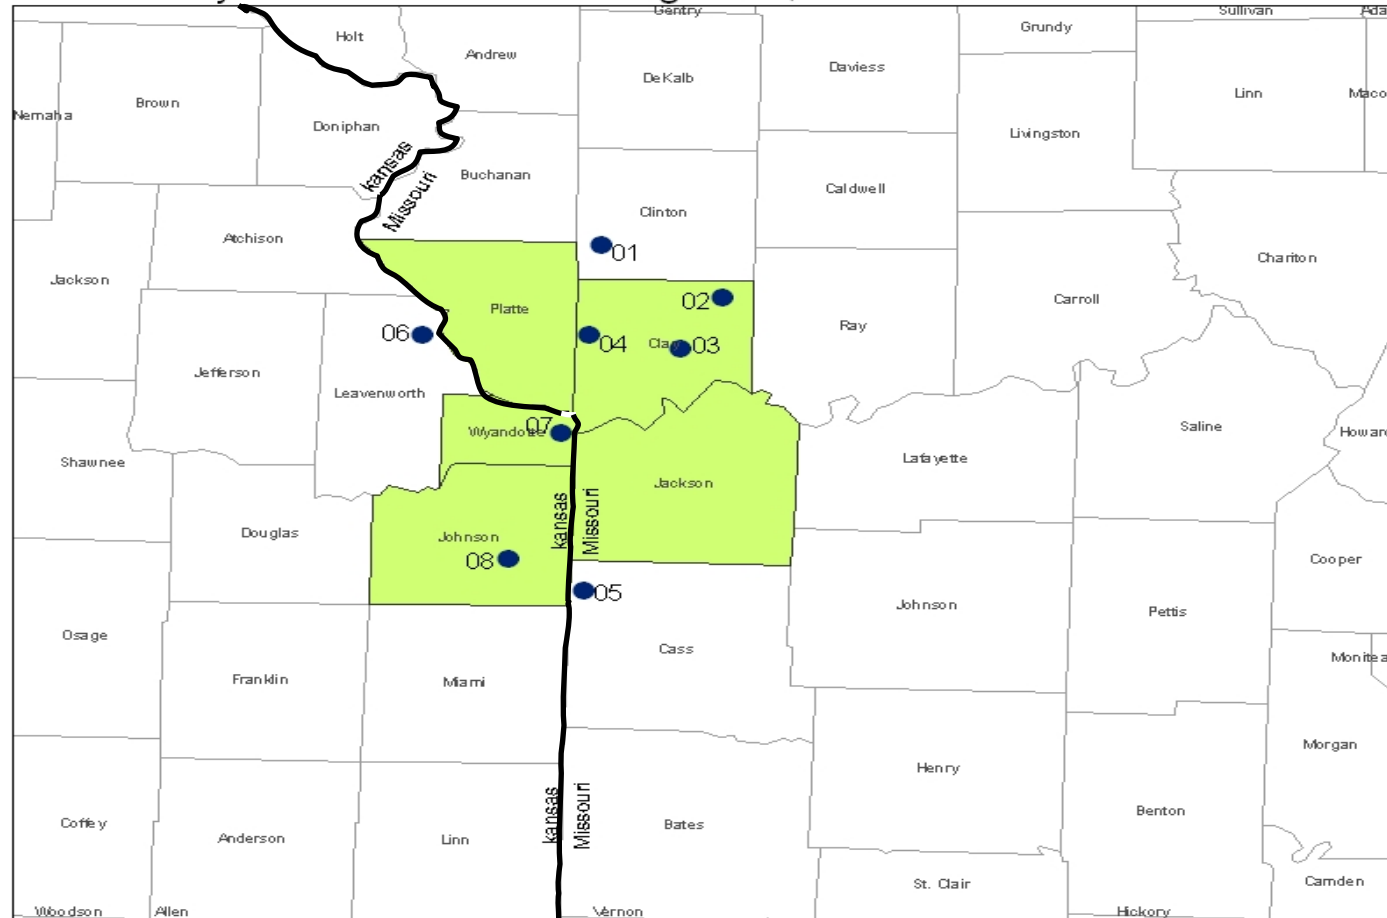 Gentry
Sullivan
Holt
Grundy
Andrew
Daviess
DeKalb
Linn
Brown
Nemaha
Doniphan
Livingston
kansas
Missouri
Buchanan
Caldwell
Clinton
Atchison
01
Chariton
Jackson
02
Carroll
Platte
06
04
Clay
03
Ray
Jefferson
Leavenworth
07
Wyandotte
Saline
Howar
Shawnee
Lafayette
Jackson
kansas
Missouri
Douglas
Johnson
08
Cooper
05
Johnson
Pettis
Osage
Cass
Monitea
Franklin
Miami
Morgan
Henry
kansas
Missouri
Benton
Coffey
Bates
Anderson
Linn
St. Clair
Camden
Woodson
Allen
Vernon
Hickory